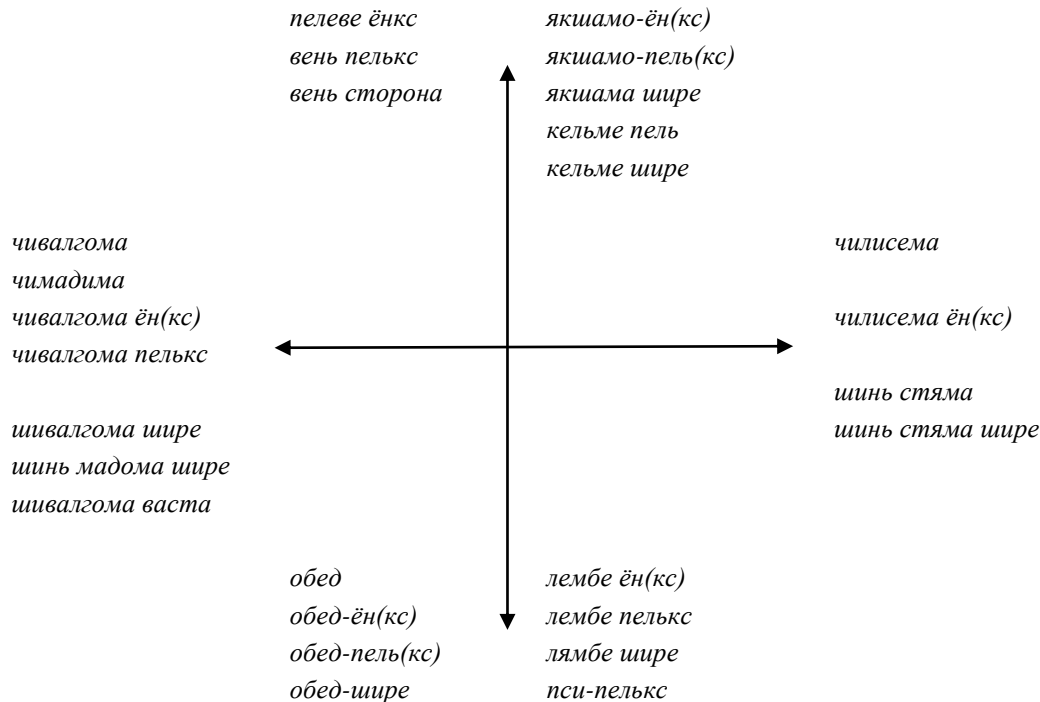 пелеве ёнкс
вень пелькс
вень сторона
якшамо-ён(кс)
якшамо-пель(кс)
якшама шире
кельме пель
кельме шире
чивалгома
чимадима
чивалгома ён(кс)
чивалгома пелькс
шивалгома шире
шинь мадома шире
шивалгома васта
чилисема
чилисема ён(кс)
шинь стяма
шинь стяма шире
обед
обед-ён(кс)
обед-пель(кс)
обед-шире
лембе ён(кс)
лембе пелькс
лямбе шире
пси-пелькс